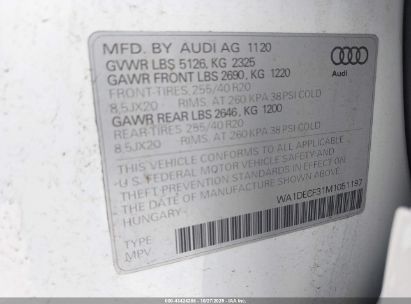 MFD. BY AUDI AG 11 20
GVWR LBS 5126, KG 2325
GAWR FRONT LBS 2690, KG 1220
FRONT-TIRES, 255/40 R20
8,5JX20 RIMS, AT 260 KPA 38 PSI COLD
GAWR REAR LBS 2646, KG 1200
REAR-TIRES 255/40 R20
8,5JX20 RIMS, AT 260 KPA 38 PSI COLD
THIS VEHICLE CONFORMS TO ALL APPLICABLE
U.S. FEDERAL MOTOR VEHICLE SAFETY AND
THEFT PREVENTION STANDARDS IN EFFECT ON
THE DATE OF MANUFACTURE SHOWN ABOVE.
HUNGARY
TYPE
MPV
Audi